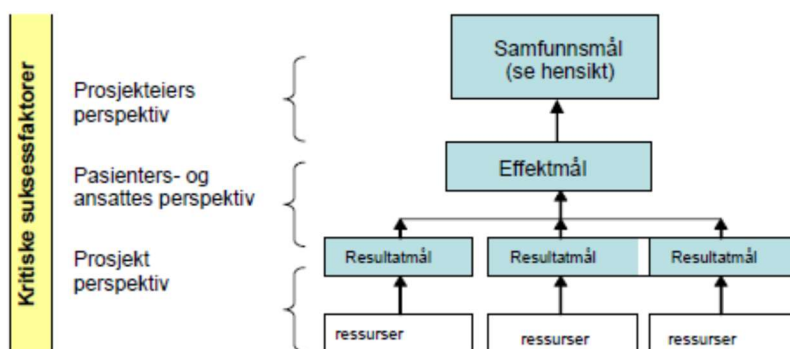 Kritiske suksessfaktorer
Prosjekteiers
perspektiv
Pasienters- og
ansattes perspektiv
Prosjekt
perspektiv
Samfunnsmål
(se hensikt)
Effektmål
Resultatmål
Resultatmål
Resultatmål
ressurser
ressurser
ressurser